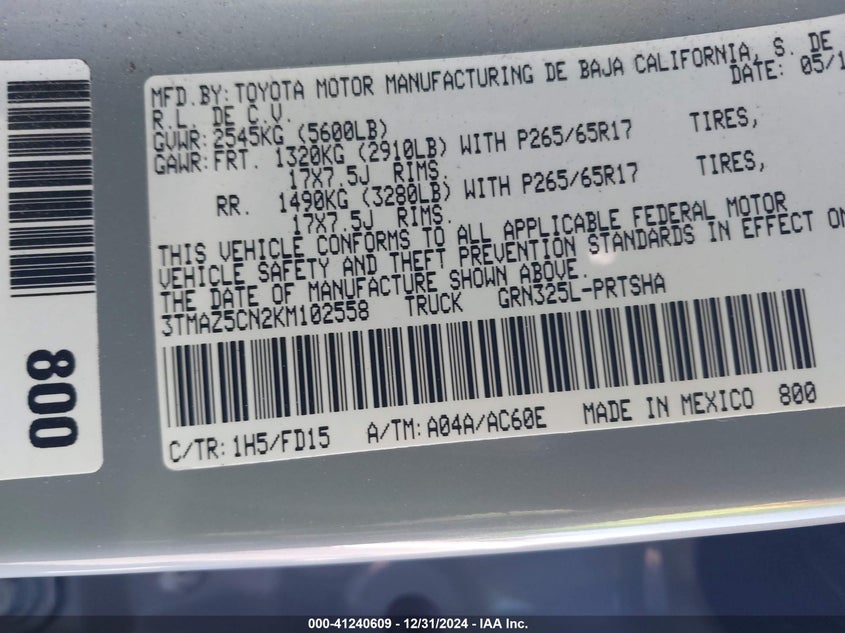 MFD.BY:TOYOTA MOTOR MANUFACTURING DE BAJA CALIFORNIA, S. DE
R.L. DE C.V. DATE: 05/1
GVWR:2545KG (5600LB)
GAWR:FRT. 1320KG (2910LB) WITH P265/65R17 TIRES,
17X7.5J RIMS.
RR. 1490KG (3280LB) WITH P265/65R17 TIRES,
17X7.5J RIMS.
THIS VEHICLE CONFORMS TO ALL APPLICABLE FEDERAL MOTOR
VEHICLE SAFETY AND THEFT PREVENTION STANDARDS IN EFFECT ON
THE DATE OF MANUFACTURE SHOWN ABOVE.
3TMAZ5CN2KM102558 TRUCK GRN325L-PRTSHA
C/TR:1H5/FD15 A/TM:A04A/AC60E MADE IN MEXICO 800
800
000-41240609 - 12/31/2024 - IAA Inc.